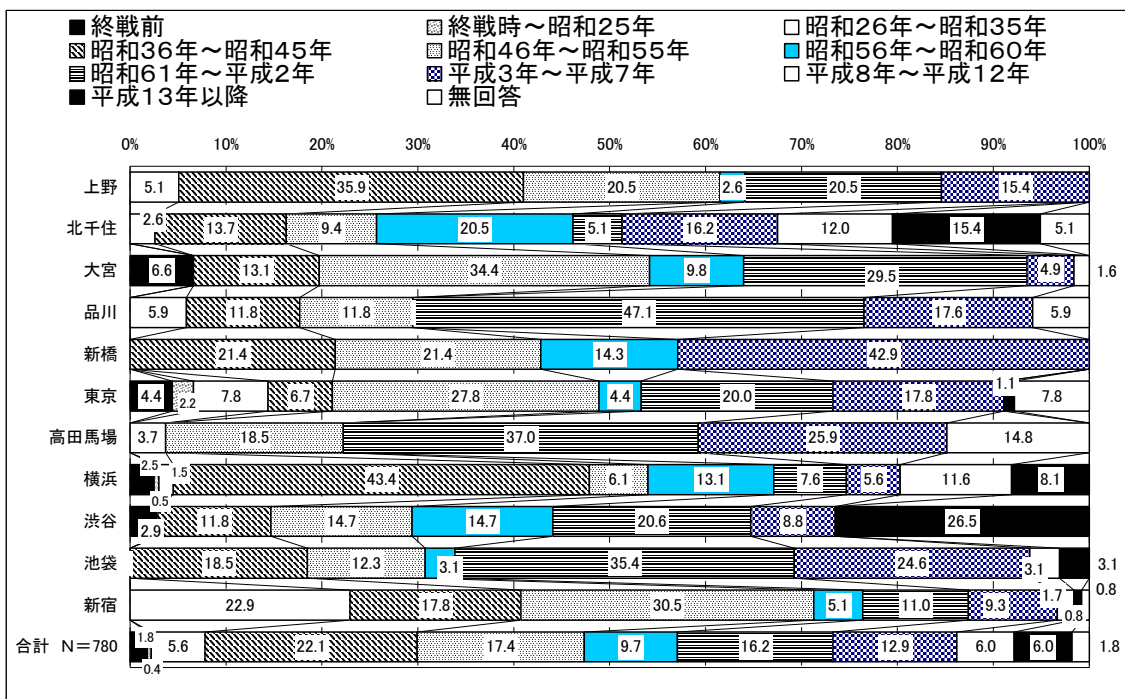 終戦前 終戦時～昭和25年 昭和26年～昭和35年
昭和36年～昭和45年 昭和46年～昭和55年 昭和56年～昭和60年
昭和61年～平成2年 平成3年～平成7年 平成8年～平成12年
平成13年以降 無回答
0% 10% 20% 30% 40% 50% 60% 70% 80% 90% 100%
上野 5.1 35.9 20.5 2.6 20.5 15.4
北千住 2.6 13.7 9.4 20.5 5.1 16.2 12.0 15.4 5.1
大宮 6.6 13.1 34.4 9.8 29.5 4.9 1.6
品川 5.9 11.8 11.8 47.1 17.6 5.9
新橋 21.4 21.4 14.3 42.9
東京 4.4 2.2 7.8 6.7 27.8 4.4 20.0 17.8 1.1 7.8
高田馬場 3.7 18.5 37.0 25.9 14.8
横浜 2.5 0.5 1.5 43.4 6.1 13.1 7.6 5.6 11.6 8.1
渋谷 2.9 11.8 14.7 14.7 20.6 8.8 26.5
池袋 18.5 12.3 3.1 35.4 24.6 3.1 3.1
新宿 22.9 17.8 30.5 5.1 11.0 9.3 1.7 0.8 0.8
合計 N＝780 1.8 0.4 5.6 22.1 17.4 9.7 16.2 12.9 6.0 6.0 1.8